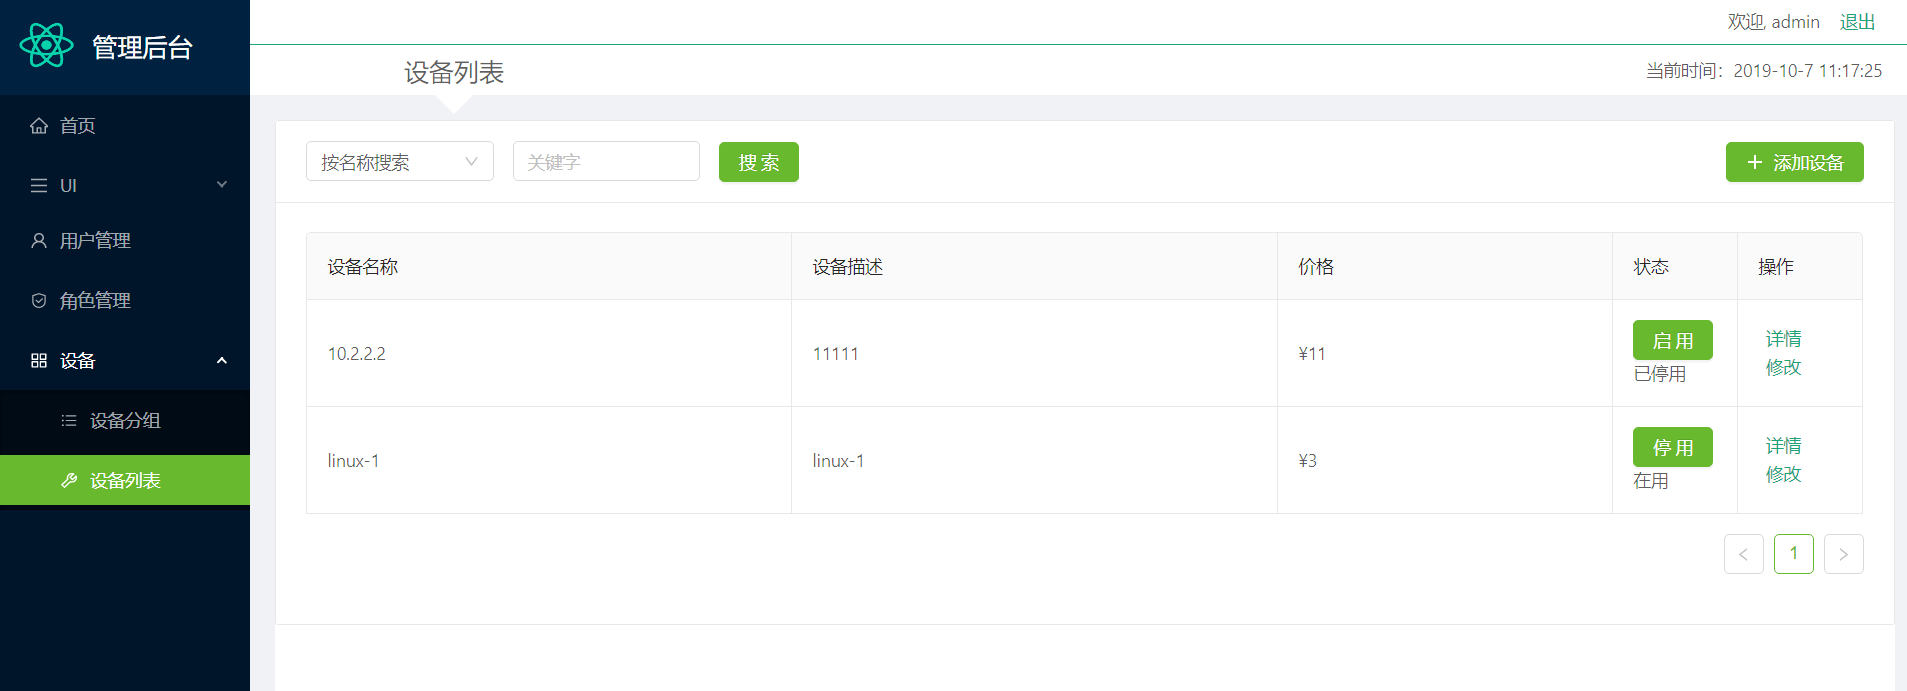 管理后台
欢迎, admin 退出
设备列表
当前时间：2019-10-7 11:17:25
首页
UI
用户管理
角色管理
设备
设备分组
设备列表
按名称搜索 关键字 搜 索 添加设备
设备名称 设备描述 价格 状态 操作
10.2.2.2 11111 ¥11 启 用 详情
已停用 修改
linux-1 linux-1 ¥3 停 用 详情
在用 修改
< 1 >